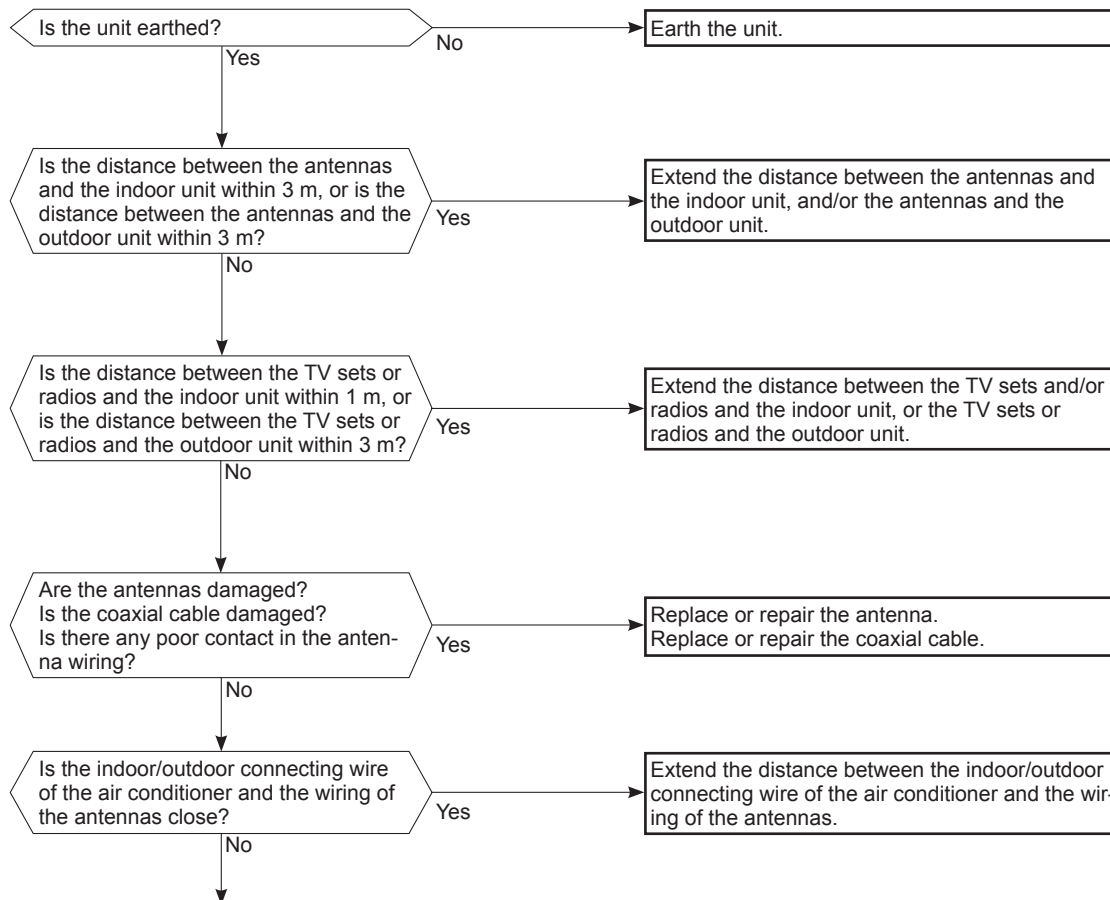 Is the unit earthed?
No
Earth the unit.
Yes
Is the distance between the antennas
and the indoor unit within 3 m, or is the
distance between the antennas and the
outdoor unit within 3 m?
Yes
Extend the distance between the antennas and
the indoor unit, and/or the antennas and the
outdoor unit.
No
Is the distance between the TV sets or
radios and the indoor unit within 1 m, or
is the distance between the TV sets or
radios and the outdoor unit within 3 m?
Yes
Extend the distance between the TV sets and/or
radios and the indoor unit, or the TV sets or
radios and the outdoor unit.
No
Are the antennas damaged?
Is the coaxial cable damaged?
Is there any poor contact in the anten-
na wiring?
Yes
Replace or repair the antenna.
Replace or repair the coaxial cable.
No
Is the indoor/outdoor connecting wire
of the air conditioner and the wiring of
the antennas close?
Yes
Extend the distance between the indoor/outdoor
connecting wire of the air conditioner and the wir-
ing of the antennas.
No